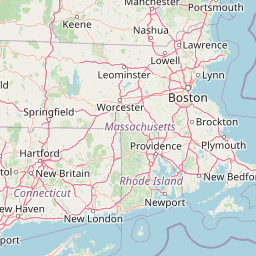 Manchester
Portsmouth
Keene
Nashua
Lawrence
Lowell
Leominster
Lynn
Worcester
Boston
Springfield
Massachusetts
Brockton
Hartford
Providence
Plymouth
New Britain
Rhode Island
New Bedfor
Connecticut
New Haven
New London
Newport
port